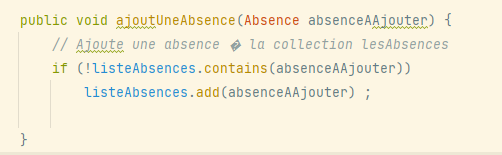 public void ajoutUneAbsence(Absence absenceAAjouter) {
// Ajoute une absence � la collection lesAbsences
if (!listeAbsences.contains(absenceAAjouter))
listeAbsences.add(absenceAAjouter) ;
}